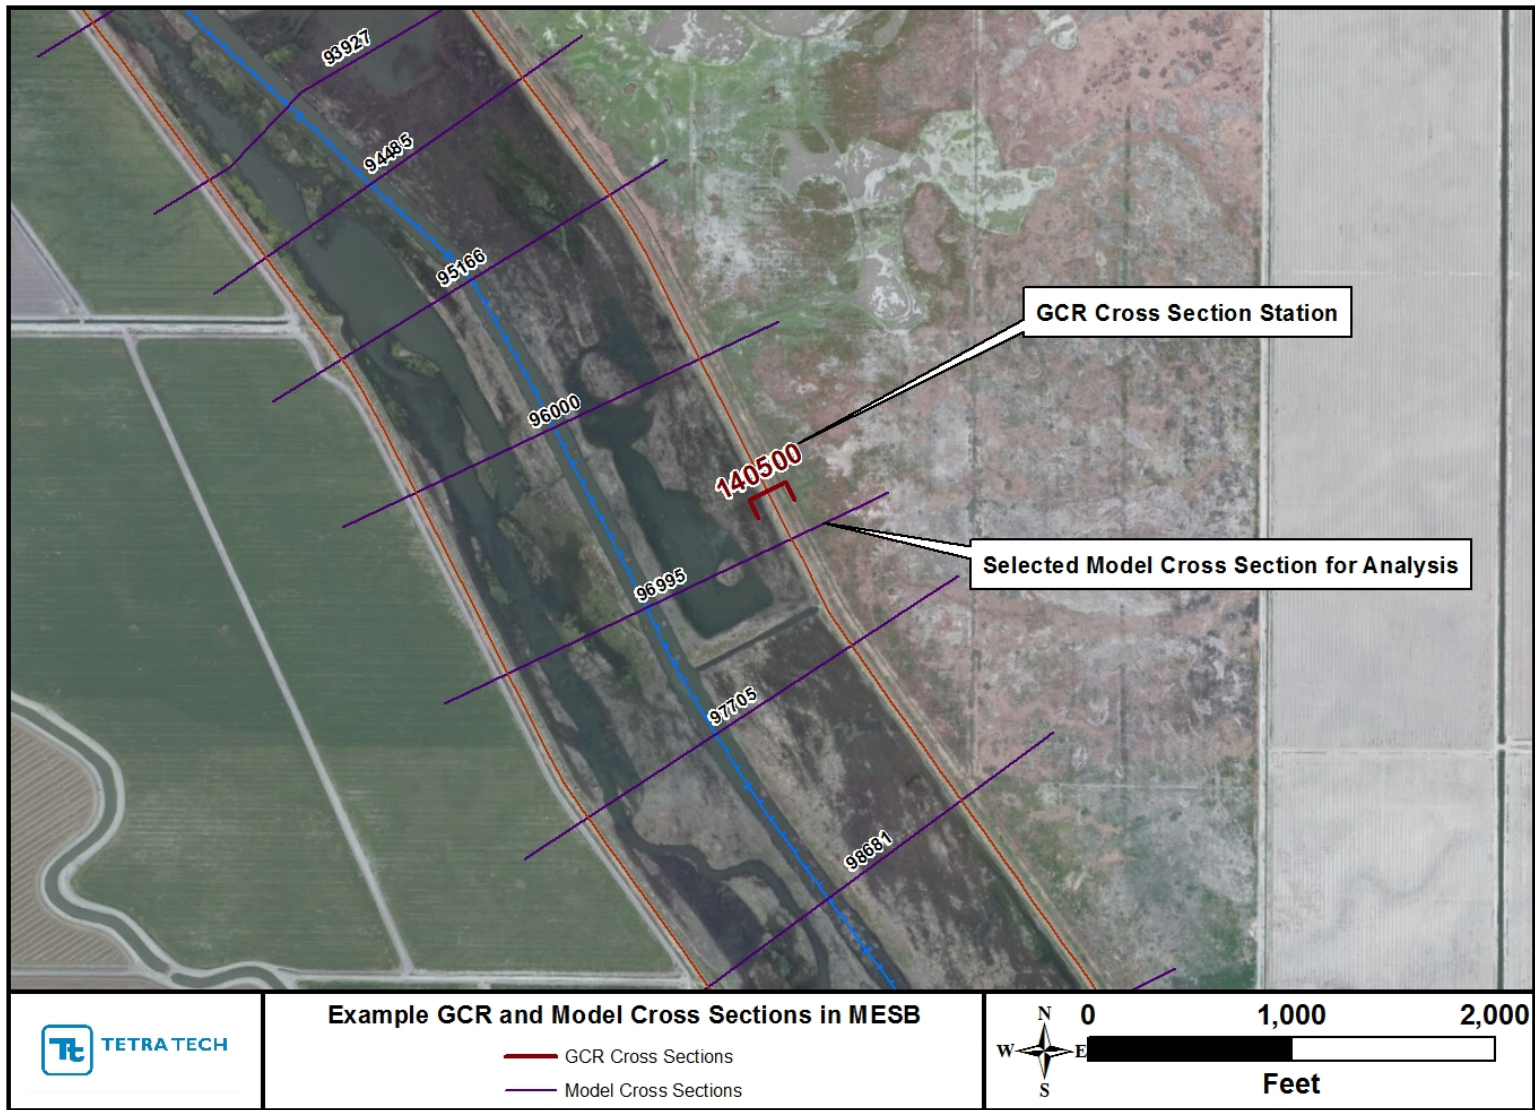 93927
94485
95166
GCR Cross Section Station
96000
140500
Selected Model Cross Section for Analysis
96995
97705
98681
Tt TETRA TECH
Example GCR and Model Cross Sections in MESB
GCR Cross Sections
Model Cross Sections
N
W E
S
0 1,000 2,000
Feet